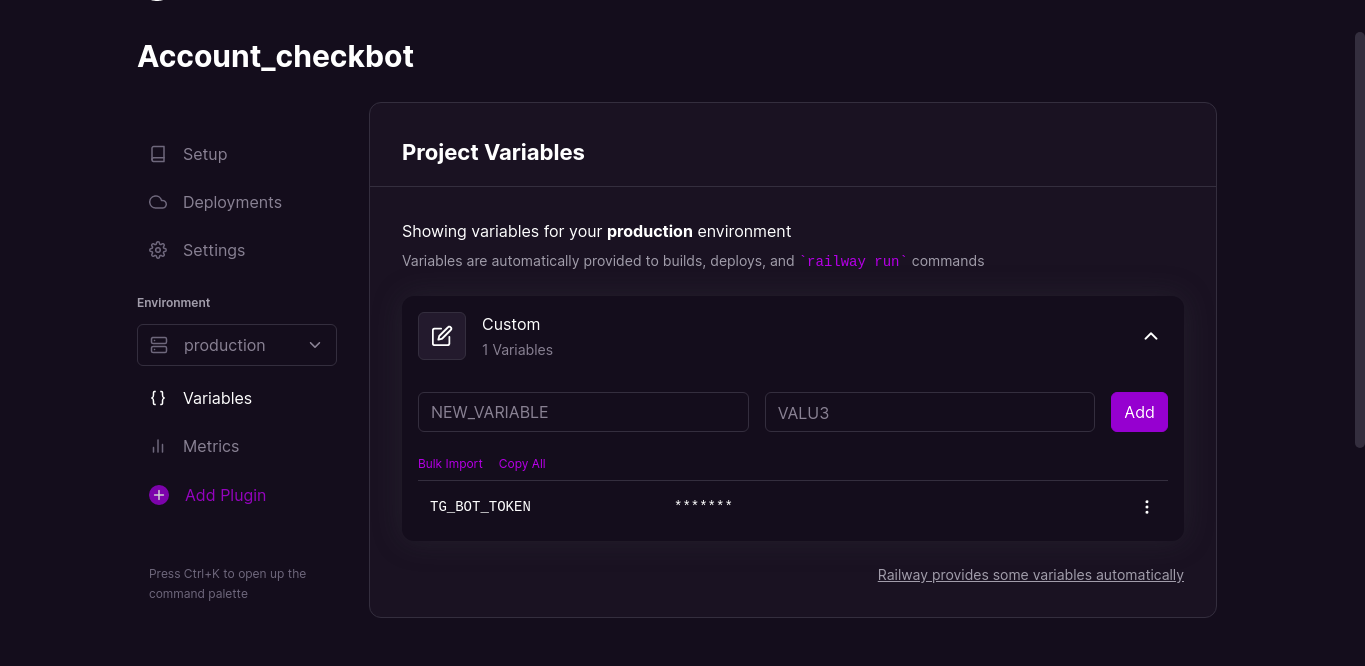 Account_checkbot
Setup
Deployments
Settings
Environment
production
Variables
Metrics
Add Plugin
Press Ctrl+K to open up the
command palette
Project Variables
Showing variables for your production environment
Variables are automatically provided to builds, deploys, and `railway run` commands
Custom
1 Variables
NEW_VARIABLE
VALU3
Add
Bulk Import
Copy All
TG_BOT_TOKEN
*******
Railway provides some variables automatically